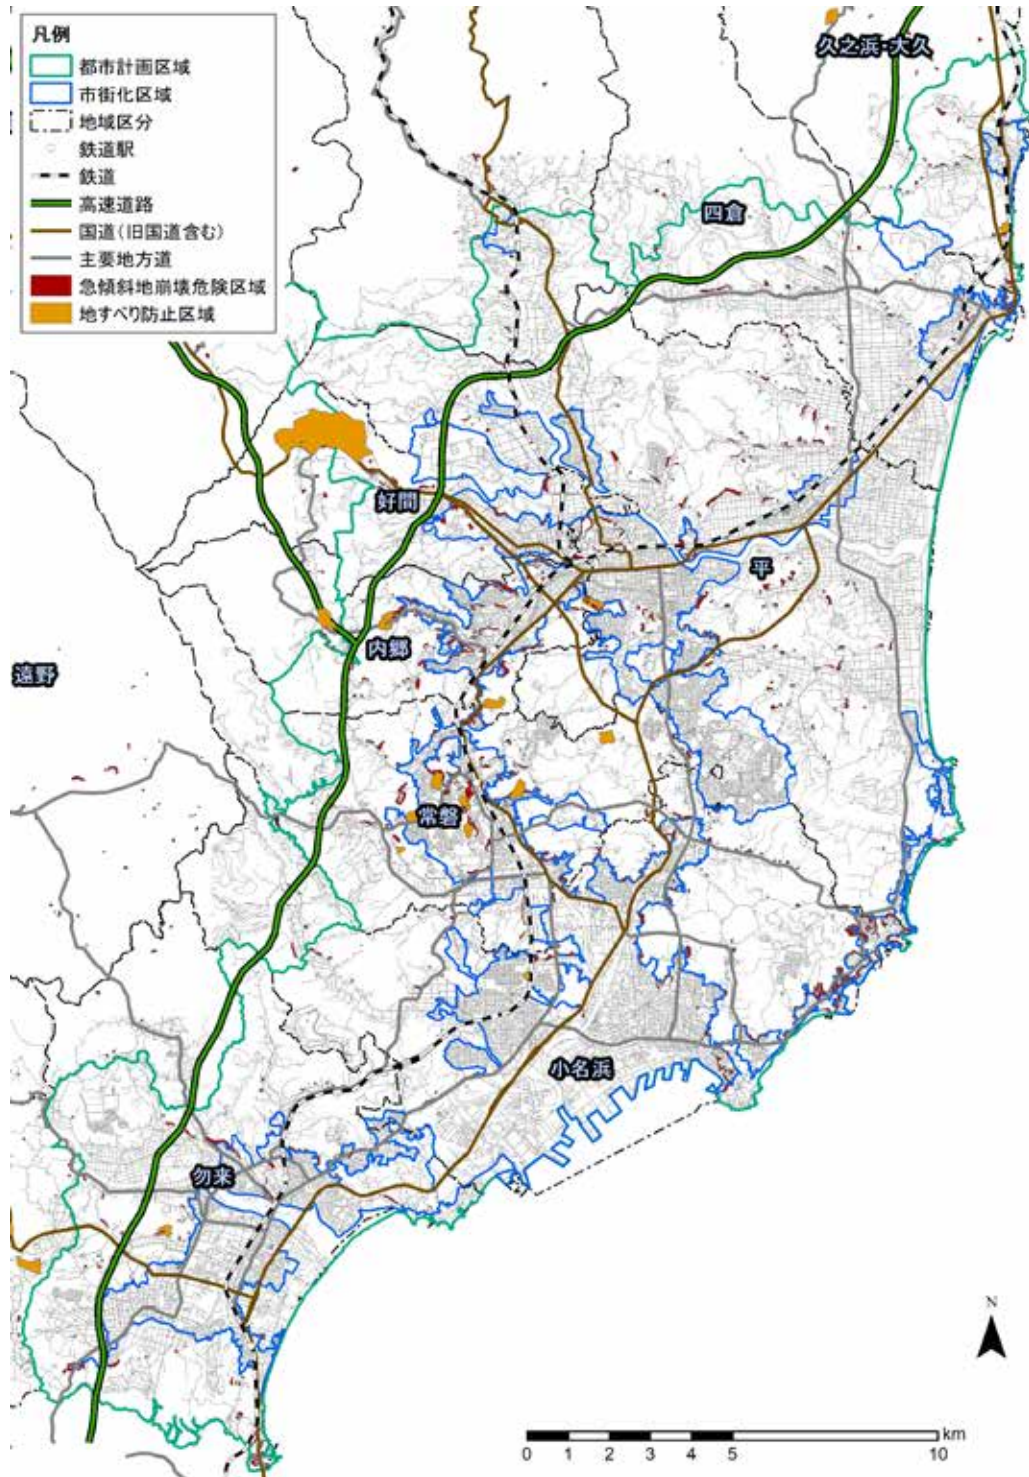 凡例
都市計画区域
市街化区域
地域区分
鉄道駅
鉄道
高速道路
国道(旧国道含む)
主要地方道
急傾斜地崩壊危険区域
地すべり防止区域
久之浜・大久
四倉
好間
平
内郷
遠野
常磐
小名浜
勿来
N
km
0 1 2 3 4 5 10